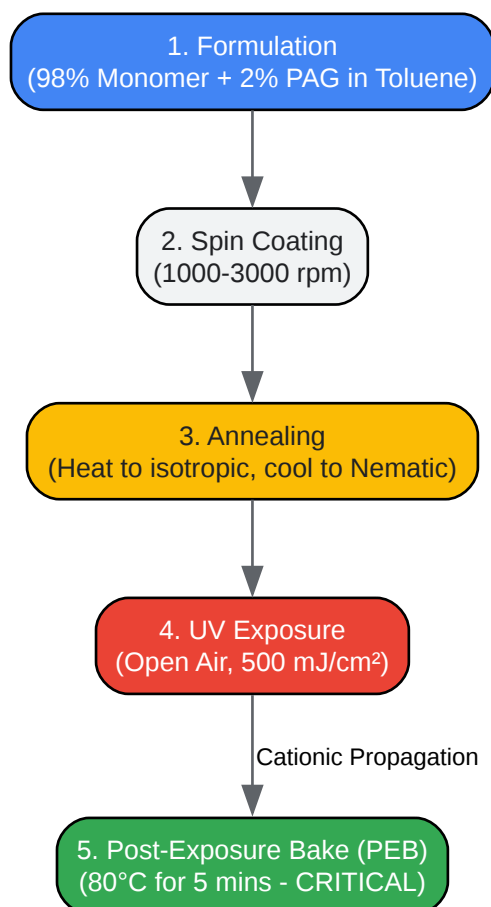 1. Formulation
(98% Monomer + 2% PAG in Toluene)
2. Spin Coating
(1000-3000 rpm)
3. Annealing
(Heat to isotropic, cool to Nematic)
4. UV Exposure
(Open Air, 500 mJ/cm²)
Cationic Propagation
5. Post-Exposure Bake (PEB)
(80°C for 5 mins - CRITICAL)